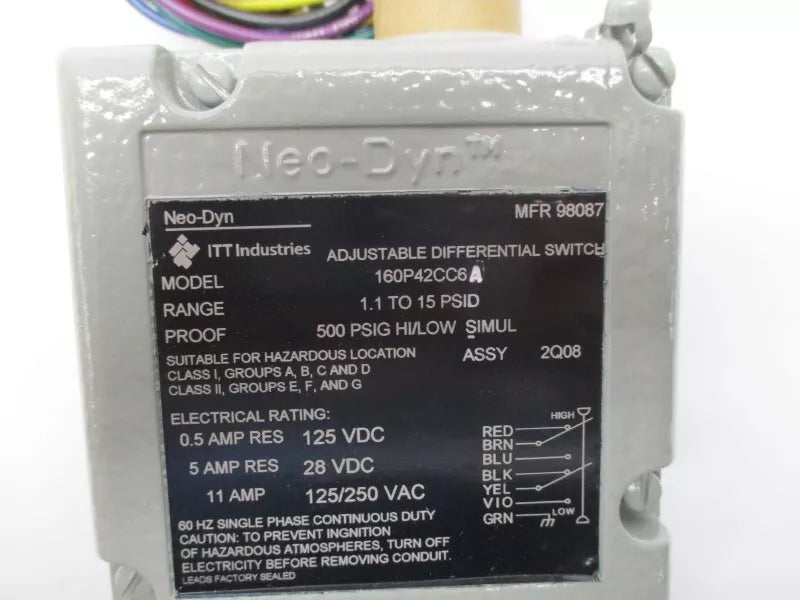 Neo-Dyn™
Neo-Dyn MFR 98087
ITT Industries ADJUSTABLE DIFFERENTIAL SWITCH
MODEL 160P42CC6A
RANGE 1.1 TO 15 PSID
PROOF 500 PSIG HI/LOW SIMUL
SUITABLE FOR HAZARDOUS LOCATION ASSY 2Q08
CLASS I, GROUPS A, B, C AND D
CLASS II, GROUPS E, F, AND G
ELECTRICAL RATING:
0.5 AMP RES 125 VDC
5 AMP RES 28 VDC
11 AMP 125/250 VAC
60 HZ SINGLE PHASE CONTINUOUS DUTY
CAUTION: TO PREVENT INGNITION
OF HAZARDOUS ATMOSPHERES, TURN OFF
ELECTRICITY BEFORE REMOVING CONDUIT.
LEADS FACTORY SEALED
HIGH
RED
BRN
BLU
BLK
YEL
VIO
LOW
GRN